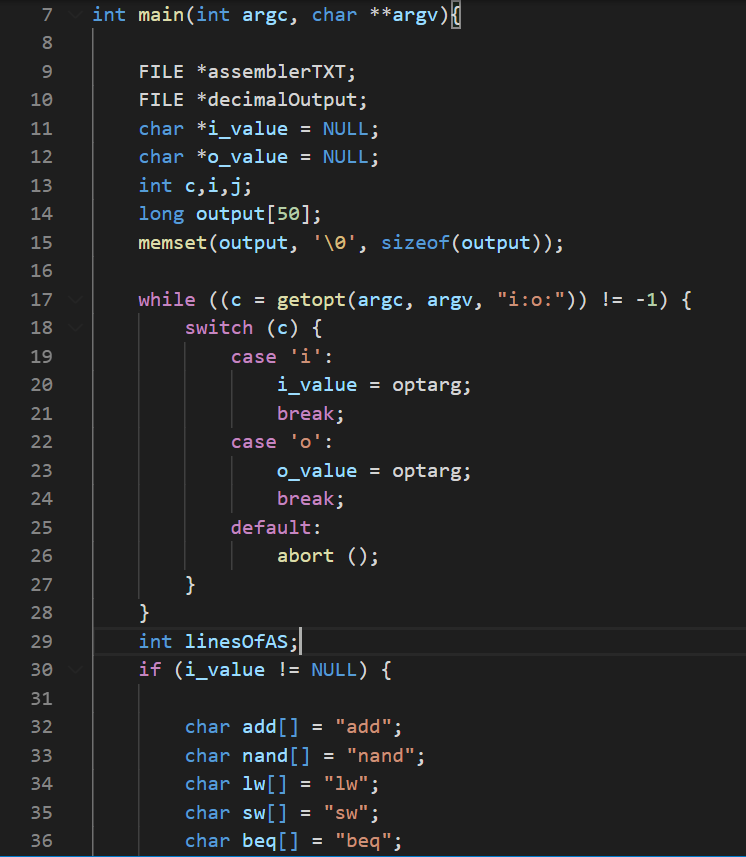 7 int main(int argc, char **argv){
8
9 FILE *assemblerTXT;
10 FILE *decimalOutput;
11 char *i_value = NULL;
12 char *o_value = NULL;
13 int c,i,j;
14 long output[50];
15 memset(output, '\0', sizeof(output));
16
17 while ((c = getopt(argc, argv, "i:o:")) != -1) {
18 switch (c) {
19 case 'i':
20 i_value = optarg;
21 break;
22 case 'o':
23 o_value = optarg;
24 break;
25 default:
26 abort ();
27 }
28 }
29 int linesOfAS;
30 if (i_value != NULL) {
31
32 char add[] = "add";
33 char nand[] = "nand";
34 char lw[] = "lw";
35 char sw[] = "sw";
36 char beq[] = "beq";